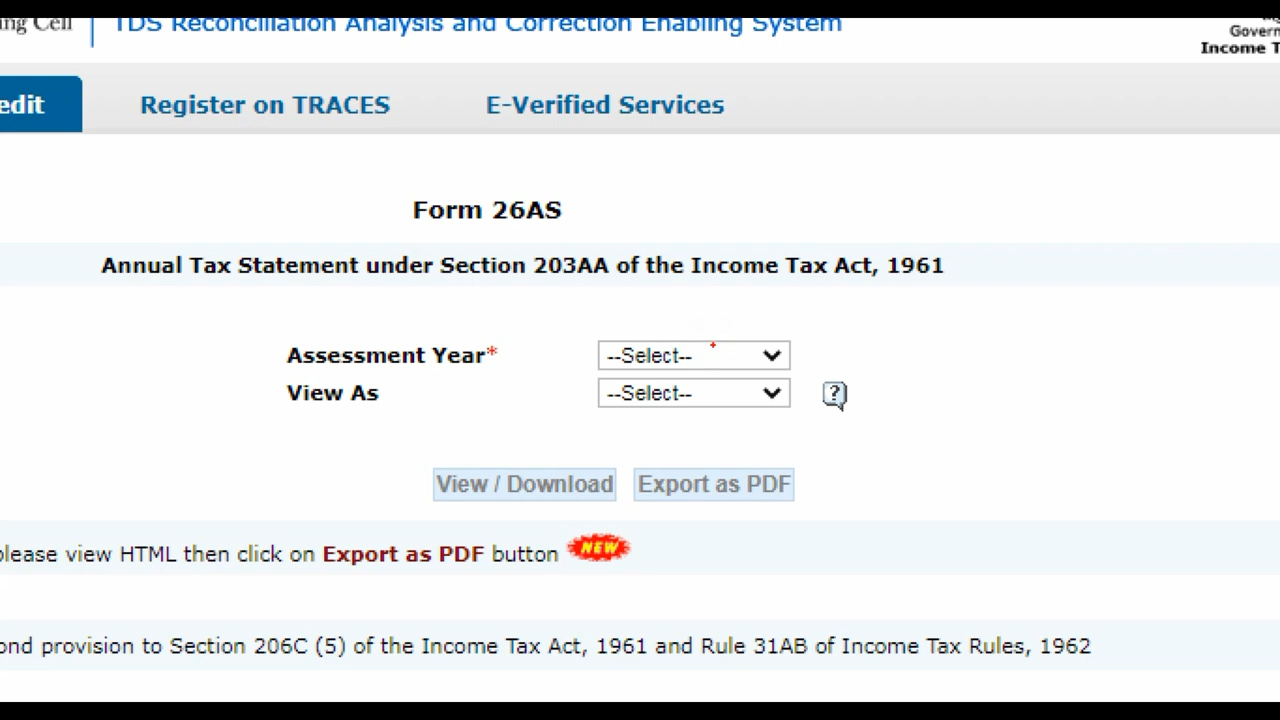 ing Cell TDS Reconciliation Analysis and Correction Enabling System
Govern
Income T
edit Register on TRACES E-Verified Services
Form 26AS
Annual Tax Statement under Section 203AA of the Income Tax Act, 1961
Assessment Year* --Select--
View As --Select-- ?
View / Download Export as PDF
please view HTML then click on Export as PDF button NEW
ond provision to Section 206C (5) of the Income Tax Act, 1961 and Rule 31AB of Income Tax Rules, 1962